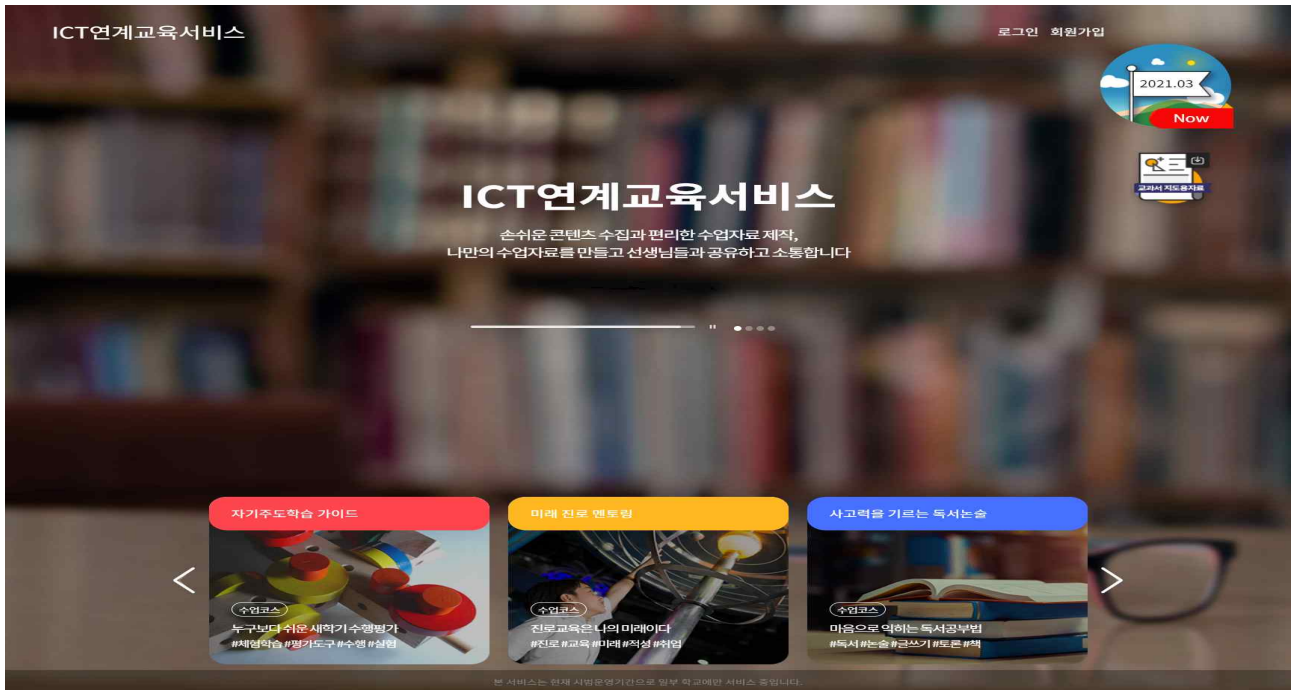 ICT연계교육서비스
로그인 회원가입
2021.03
Now
교과서 지도용자료
ICT연계교육서비스
손쉬운 콘텐츠 수집과 편리한 수업자료 제작,
나만의 수업자료를 만들고 선생님들과 공유하고 소통합니다
자기주도학습 가이드
수업코스
누구보다 쉬운 새학기 수행평가
#체험학습 #평가도구 #수행 #실험
미래 진로 멘토링
수업코스
진로교육은 나의 미래이다
#진로 #교육 #미래 #적성 #취업
사고력을 기르는 독서논술
수업코스
마음으로 익히는 독서공부법
#독서 #논술 #글쓰기 #토론 #책
본 서비스는 현재 시범운영기간으로 일부 학교에만 서비스 중입니다.